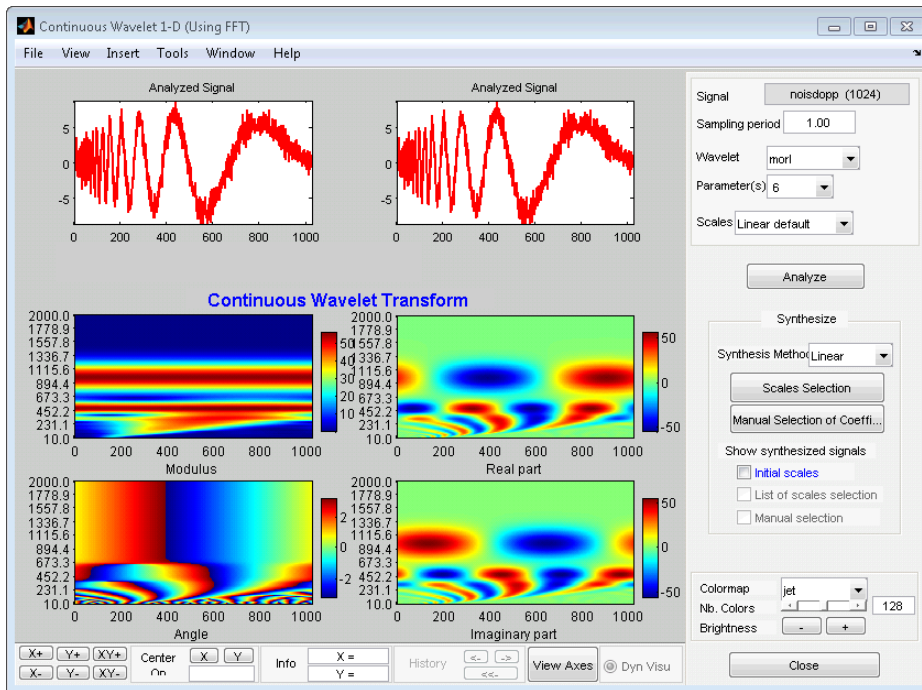 Continuous Wavelet 1-D (Using FFT)
File View Insert Tools Window Help
Analyzed Signal
5
0
-5
0 200 400 600 800 1000
Analyzed Signal
5
0
-5
0 200 400 600 800 1000
Continuous Wavelet Transform
2000.0
1778.9
1557.8
1336.7
1115.6
894.4
673.3
452.2
231.1
10.0
0 200 400 600 800 1000
Modulus
50
40
30
20
10
2000.0
1778.9
1557.8
1336.7
1115.6
894.4
673.3
452.2
231.1
10.0
0 200 400 600 800 1000
Real part
50
0
-50
2000.0
1778.9
1557.8
1336.7
1115.6
894.4
673.3
452.2
231.1
10.0
0 200 400 600 800 1000
Angle
2
0
-2
2000.0
1778.9
1557.8
1336.7
1115.6
894.4
673.3
452.2
231.1
10.0
0 200 400 600 800 1000
Imaginary part
50
0
-50
Signal noisdopp (1024)
Sampling period 1.00
Wavelet morl
Parameter(s) 6
Scales Linear default
Analyze
Synthesize
Synthesis Method Linear
Scales Selection
Manual Selection of Coeffi...
Show synthesized signals
Initial scales
List of scales selection
Manual selection
Colormap jet
Nb. Colors 128
Brightness - +
Close
X+ Y+ XY+
X- Y- XY-
Center
On
X Y
Info
X =
Y =
History
<- ->
<<-
View Axes
Dyn Visu